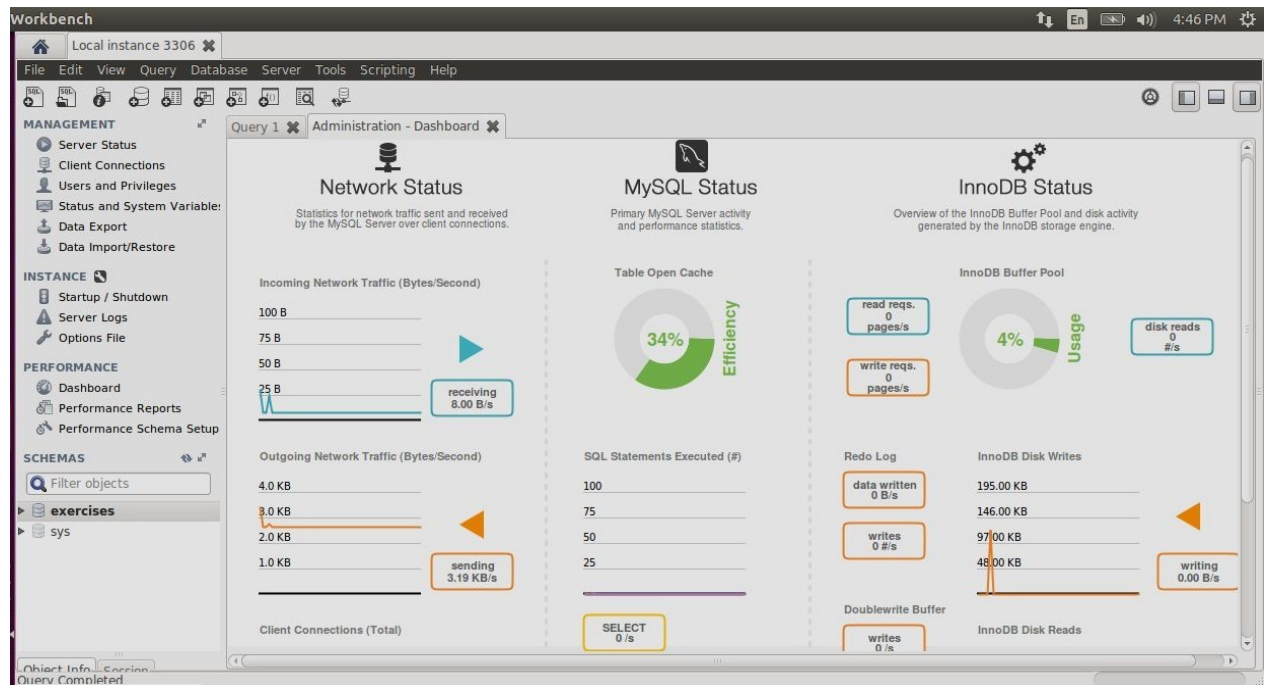 Workbench
En
4:46 PM
Local instance 3306
File Edit View Query Database Server Tools Scripting Help
MANAGEMENT
Server Status
Client Connections
Users and Privileges
Status and System Variable
Data Export
Data Import/Restore
INSTANCE
Startup / Shutdown
Server Logs
Options File
PERFORMANCE
Dashboard
Performance Reports
Performance Schema Setup
SCHEMAS
Filter objects
exercises
sys
Object Info Session
Query Completed
Query 1
Administration - Dashboard
Network Status
Statistics for network traffic sent and received
by the MySQL Server over client connections.
Incoming Network Traffic (Bytes/Second)
100 B
75 B
50 B
25 B
receiving
8.00 B/s
Outgoing Network Traffic (Bytes/Second)
4.0 KB
3.0 KB
2.0 KB
1.0 KB
sending
3.19 KB/s
Client Connections (Total)
MySQL Status
Primary MySQL Server activity
and performance statistics.
Table Open Cache
34%
Efficiency
SQL Statements Executed (#)
100
75
50
25
SELECT
0 /s
InnoDB Status
Overview of the InnoDB Buffer Pool and disk activity
generated by the InnoDB storage engine.
InnoDB Buffer Pool
read reqs.
0
pages/s
write reqs.
0
pages/s
4%
Usage
disk reads
0
#/s
Redo Log
data written
0 B/s
writes
0 #/s
Doublewrite Buffer
writes
0 /s
InnoDB Disk Writes
195.00 KB
146.00 KB
97.00 KB
48.00 KB
writing
0.00 B/s
InnoDB Disk Reads